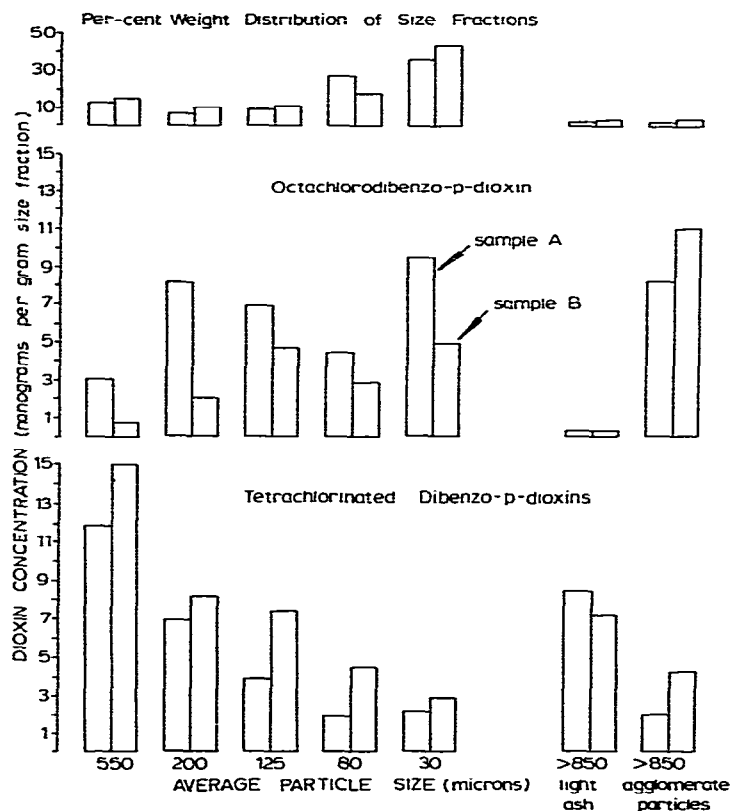 Per-cent Weight Distribution of Size Fractions
50
30
10
15
13
11
9
7
5
3
1
Octachlorodibenzo-p-dioxin
sample A
sample B
DIOXIN CONCENTRATION (nanograms per gram size fraction)
15
13
11
9
7
5
3
1
Tetrachlorinated Dibenzo-p-dioxins
550 200 125 80 30 >850 >850
AVERAGE PARTICLE SIZE (microns) light agglomerate
ash particles